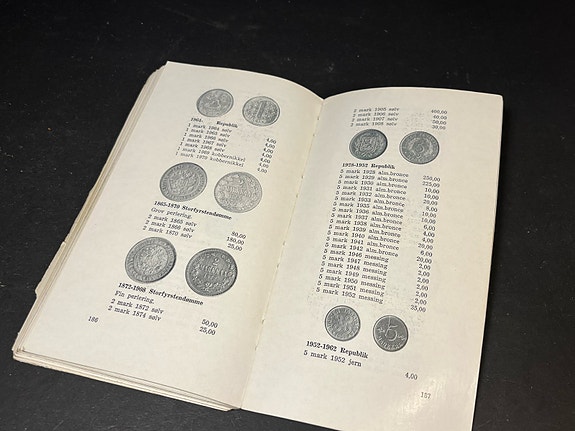 1964- Republik
1 mark 1964 sølv 4,00
1 mark 1965 sølv 4,00
1 mark 1966 sølv 4,00
1 mark 1967 sølv 4,00
1 mark 1968 sølv 4,00
1 mark 1969 kobbernikkel 4,00
1 mark 1970 kobbernikkel
1865-1870 Storfyrstendømme
Grov perlering.
2 mark 1865 sølv 80,00
2 mark 1866 sølv 180,00
2 mark 1870 sølv 25,00
1872-1908 Storfyrstendømme
Fin perlering.
2 mark 1872 sølv 50,00
2 mark 1874 sølv 25,00
186
2 mark 1905 sølv 400,00
2 mark 1906 sølv 60,00
2 mark 1907 sølv 50,00
2 mark 1908 sølv 30,00
1928-1952 Republik
5 mark 1928 alm.bronce 250,00
5 mark 1929 alm.bronce 225,00
5 mark 1930 alm.bronce 10,00
5 mark 1931 alm.bronce 10,00
5 mark 1932 alm.bronce 10,00
5 mark 1933 alm.bronce
5 mark 1935 alm.bronce
5 mark 1936 alm.bronce 10,00
5 mark 1937 alm.bronce
5 mark 1938 alm.bronce
5 mark 1939 alm.bronce 4,00
5 mark 1940 alm.bronce
5 mark 1941 alm.bronce 20,00
5 mark 1942 alm.bronce 6,00
5 mark 1946 messing 2,00
5 mark 1947 messing 2,00
5 mark 1948 messing 2,00
5 mark 1949 messing 2,00
5 mark 1950 messing 2,00
5 mark 1951 messing 2,00
5 mark 1952 messing
1952-1962 Republik
5 mark 1952 jern 4,00
157